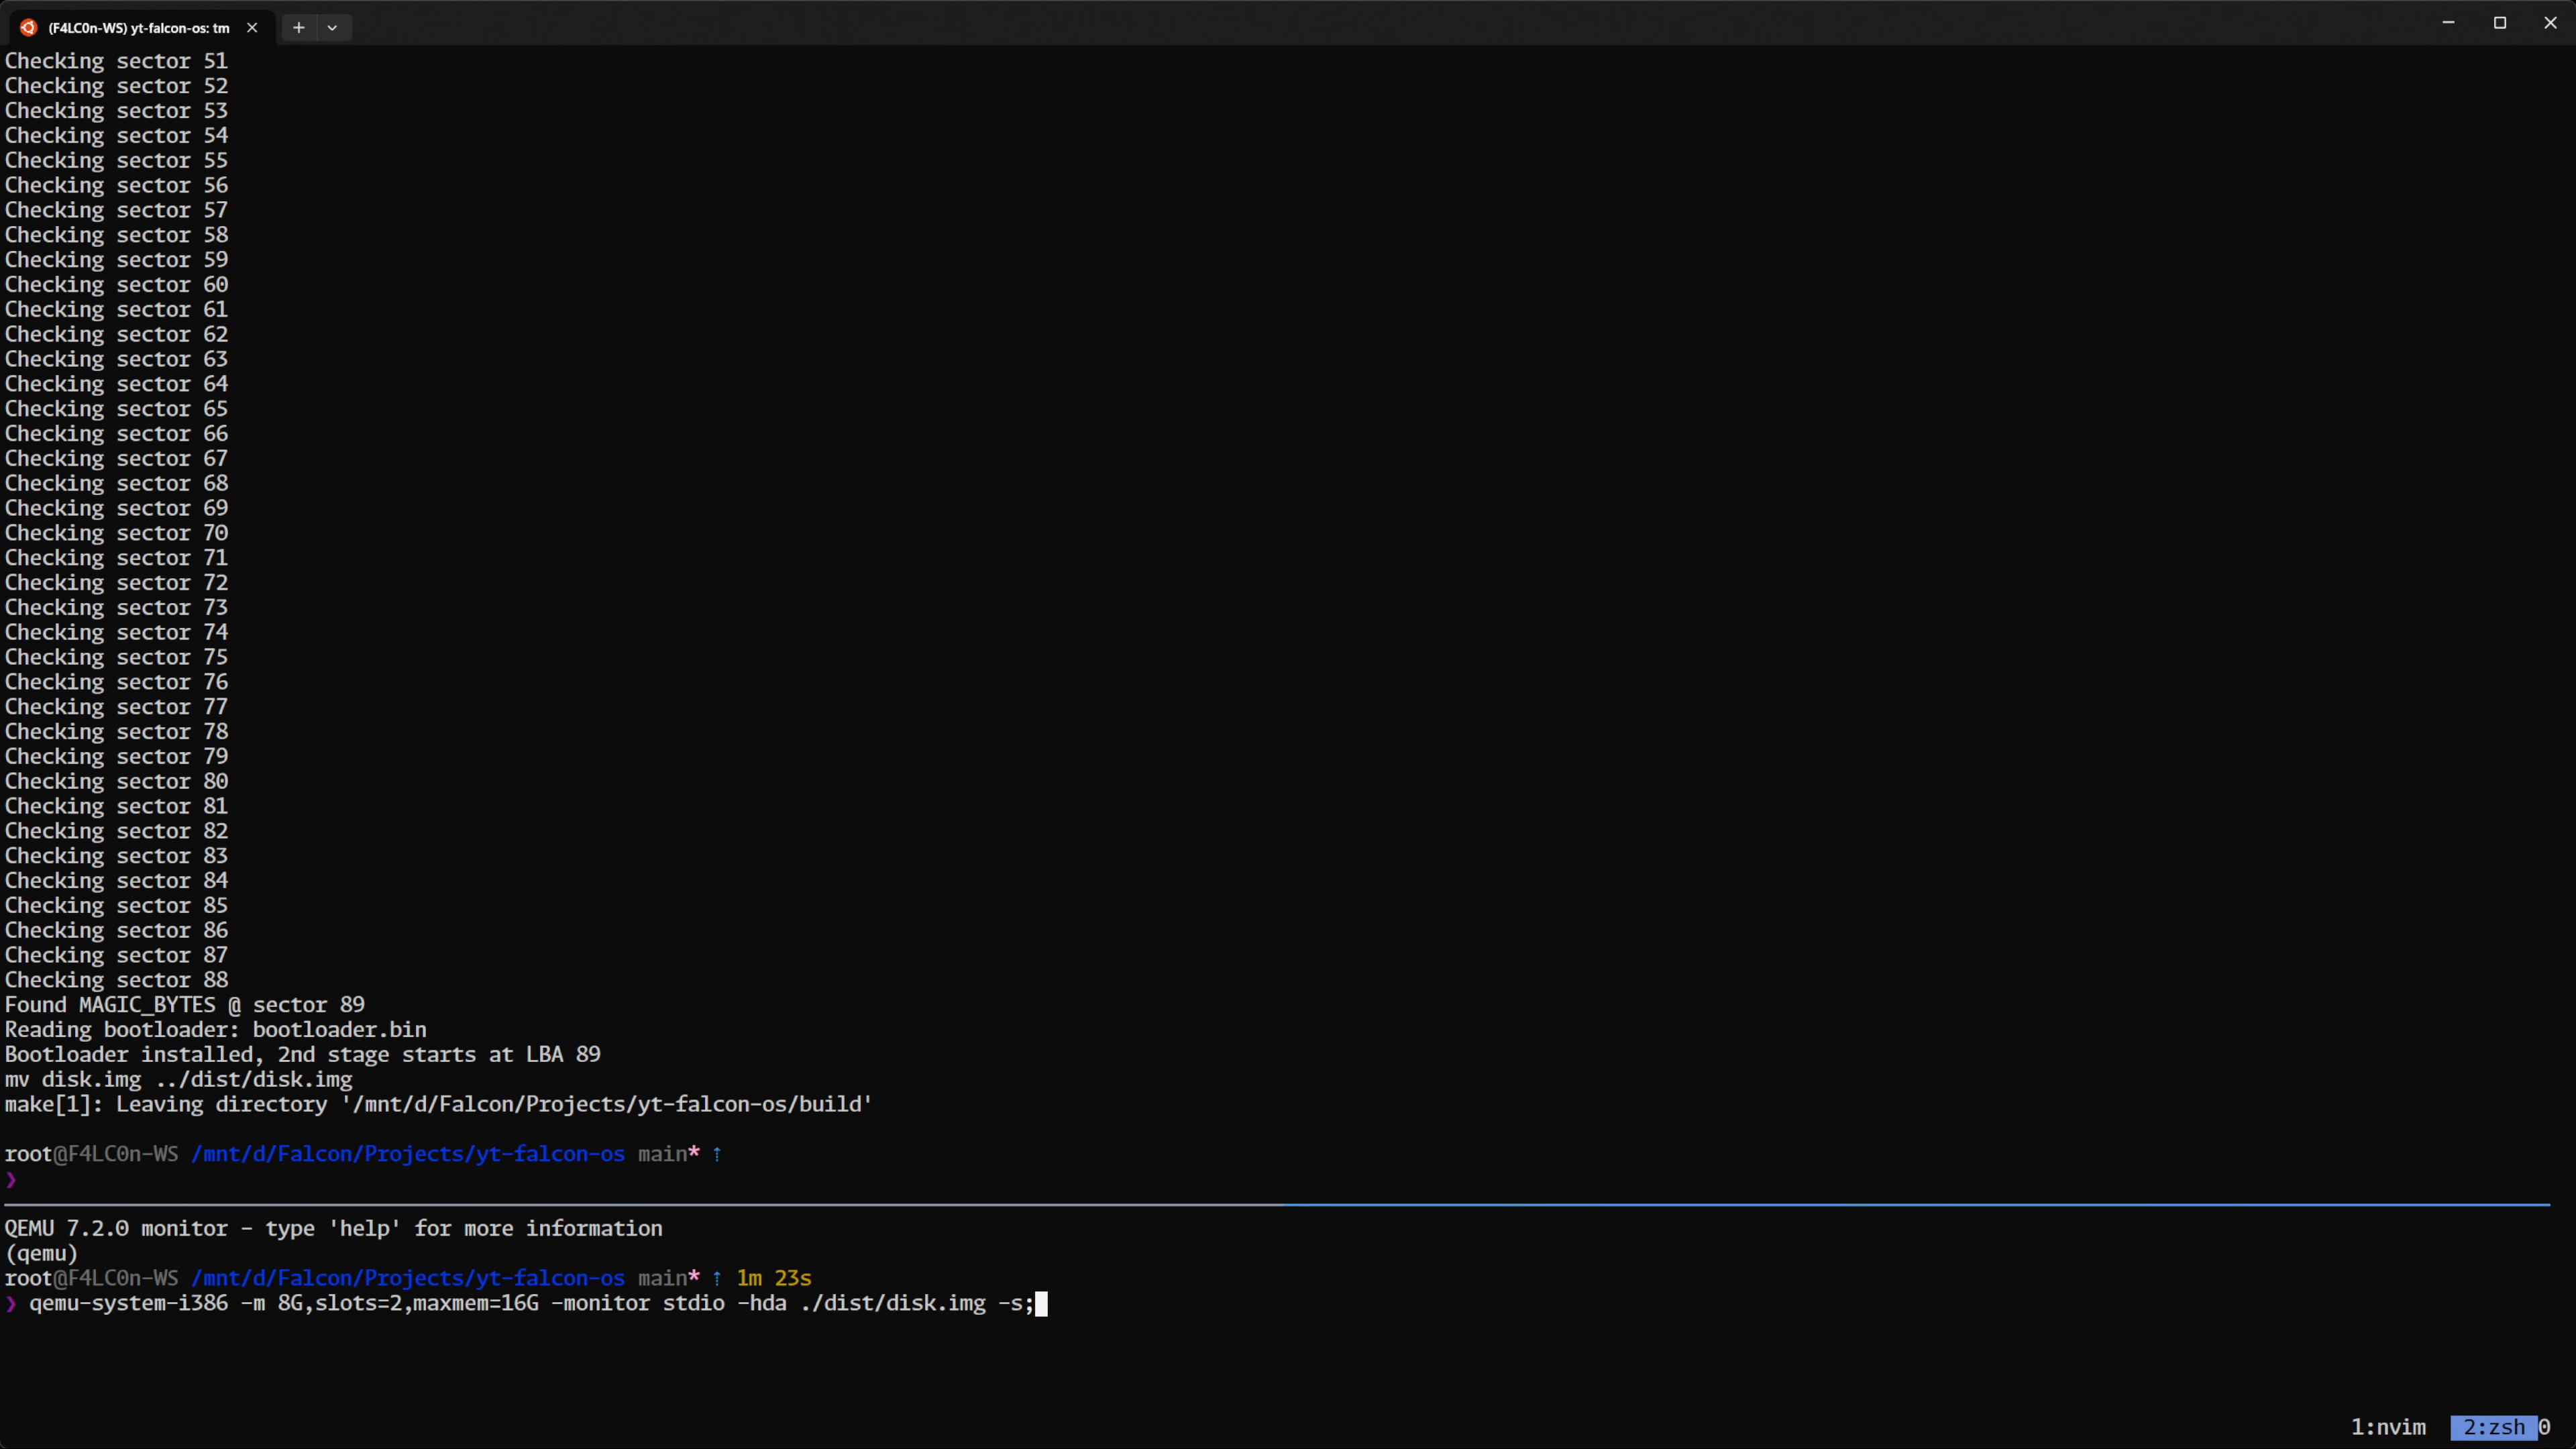 (F4LC0n-WS) yt-falcon-os: tm
Checking sector 51
Checking sector 52
Checking sector 53
Checking sector 54
Checking sector 55
Checking sector 56
Checking sector 57
Checking sector 58
Checking sector 59
Checking sector 60
Checking sector 61
Checking sector 62
Checking sector 63
Checking sector 64
Checking sector 65
Checking sector 66
Checking sector 67
Checking sector 68
Checking sector 69
Checking sector 70
Checking sector 71
Checking sector 72
Checking sector 73
Checking sector 74
Checking sector 75
Checking sector 76
Checking sector 77
Checking sector 78
Checking sector 79
Checking sector 80
Checking sector 81
Checking sector 82
Checking sector 83
Checking sector 84
Checking sector 85
Checking sector 86
Checking sector 87
Checking sector 88
Found MAGIC_BYTES @ sector 89
Reading bootloader: bootloader.bin
Bootloader installed, 2nd stage starts at LBA 89
mv disk.img ../dist/disk.img
make[1]: Leaving directory '/mnt/d/Falcon/Projects/yt-falcon-os/build'
root@F4LC0n-WS /mnt/d/Falcon/Projects/yt-falcon-os main* ⇡
❯
QEMU 7.2.0 monitor - type 'help' for more information
(qemu)
root@F4LC0n-WS /mnt/d/Falcon/Projects/yt-falcon-os main* ⇡ 1m 23s
❯ qemu-system-i386 -m 8G,slots=2,maxmem=16G -monitor stdio -hda ./dist/disk.img -s;
1:nvim 2:zsh 0